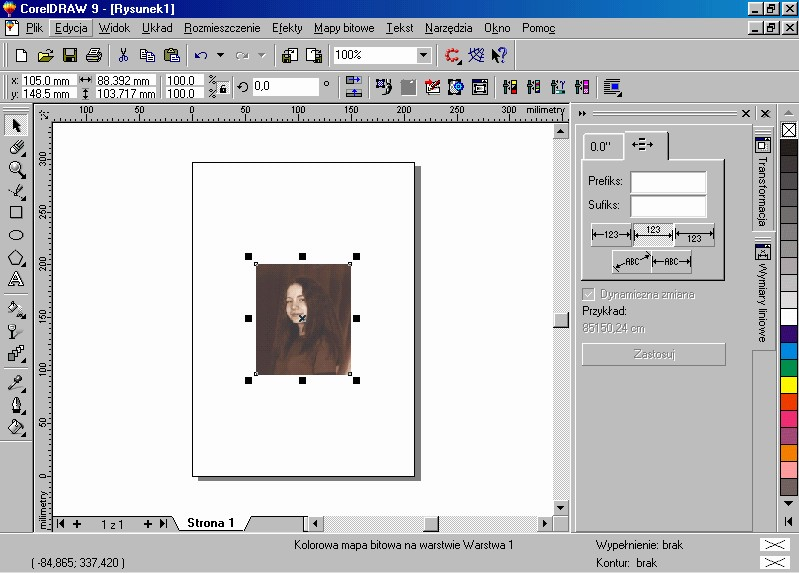 CorelDRAW 9 - [Rysunek1]
Plik Edycja Widok Układ Rozmieszczenie Efekty Mapy bitowe Tekst Narzędzia Okno Pomoc
100%
x: 105.0 mm 88.392 mm 100.0 % 0,0 °
y: 148.5 mm 103.717 mm 100.0 %
100 50 0 50 100 150 200 250 300 milimetry
300
250
200
150
100
50
0
milimetry
0.0"
Prefiks:
Sufiks:
123 123 123
ABC ABC
Dynamiczna zmiana
Przykład:
85150,24 cm
Zastosuj
Transformacja
Wymiary liniowe
1 z 1 Strona 1
Kolorowa mapa bitowa na warstwie Warstwa 1 Wypełnienie: brak
( -84,865; 337,420 ) Kontur: brak